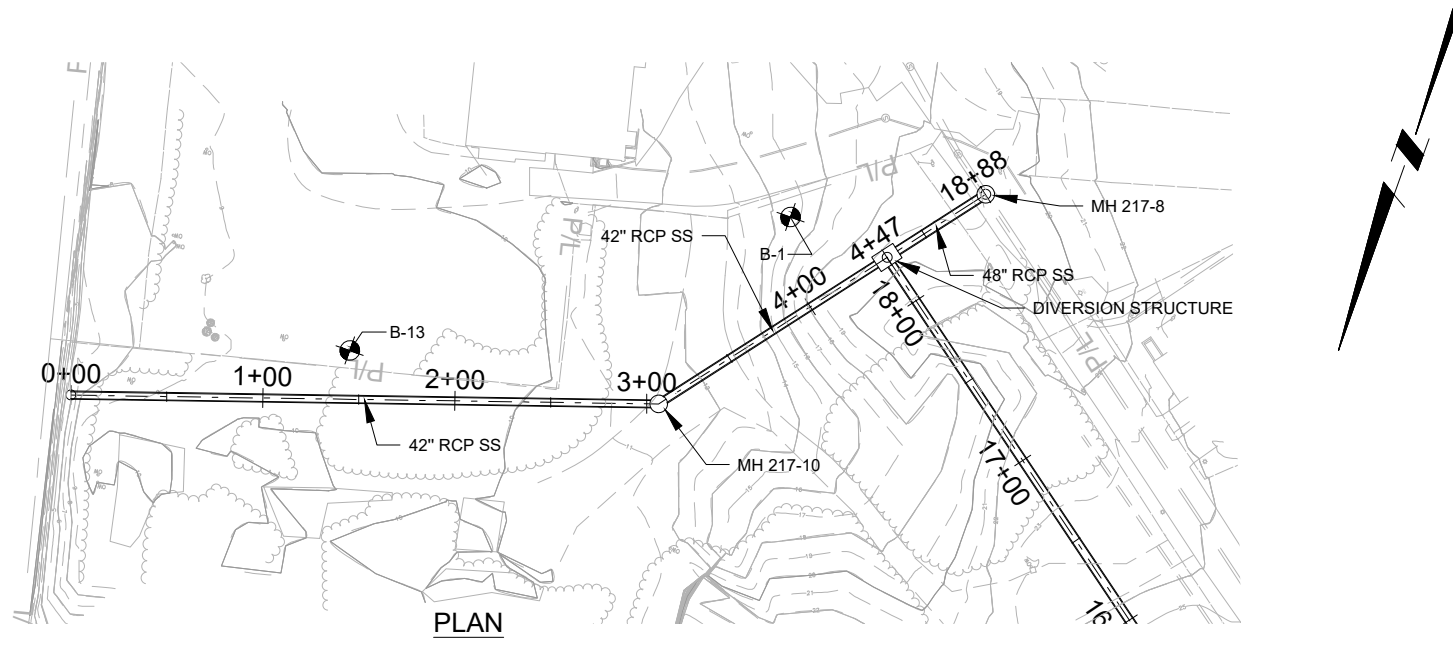 18+88
MH 217-8
P/L
42" RCP SS
P/L
B-1
4+47
48" RCP SS
4+00
18+00
DIVERSION STRUCTURE
B-13
P/L
P/L
0+00
1+00
2+00
3+00
42" RCP SS
MH 217-10
17+00
16
PLAN